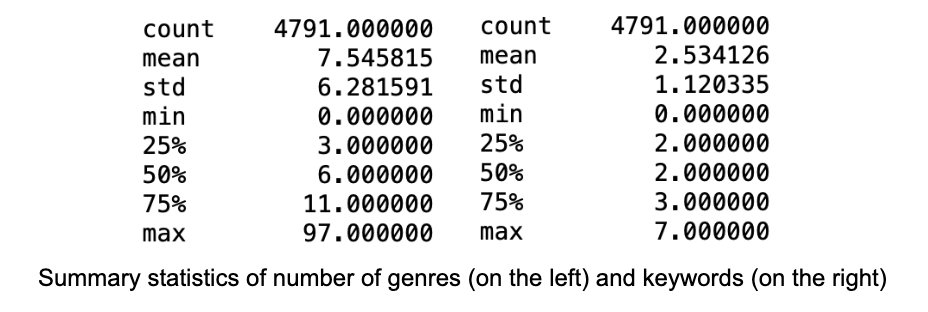 count 4791.000000 count 4791.000000
mean 7.545815 mean 2.534126
std 6.281591 std 1.120335
min 0.000000 min 0.000000
25% 3.000000 25% 2.000000
50% 6.000000 50% 2.000000
75% 11.000000 75% 3.000000
max 97.000000 max 7.000000
Summary statistics of number of genres (on the left) and keywords (on the right)